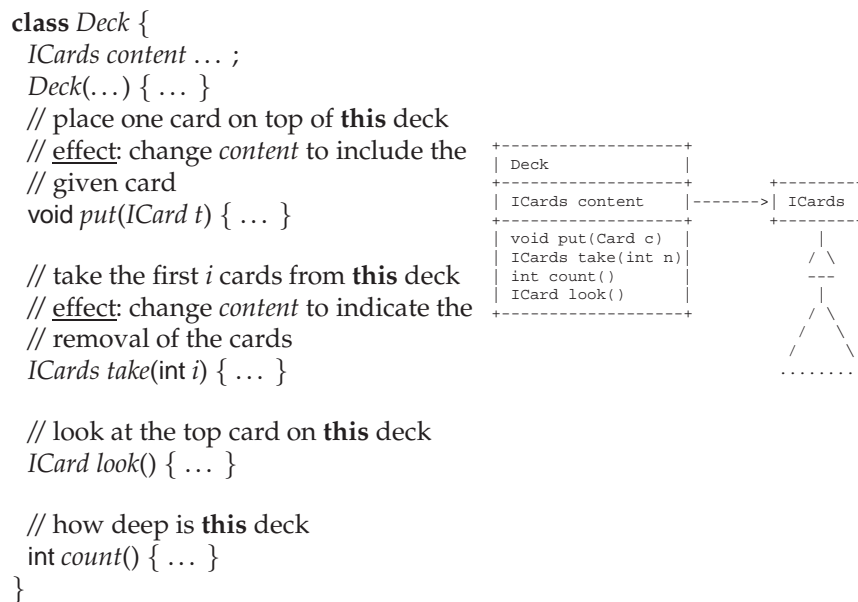 class Deck {
ICards content ... ;
Deck(...) { ... }
// place one card on top of this deck
// effect: change content to include the
// given card
void put(ICard t) { ... }
// take the first i cards from this deck
// effect: change content to indicate the
// removal of the cards
ICards take(int i) { ... }
// look at the top card on this deck
ICard look() { ... }
// how deep is this deck
int count() { ... }
}
+-------------------+
| Deck              |
+-------------------+       +---------
| ICards content    |------->| ICards
+-------------------+       +---------
| void put(Card c)  |            |
| ICards take(int n)|           / \
| int count()       |           ---
| ICard look()      |            |
+-------------------+           / \
/   \
/     \
........